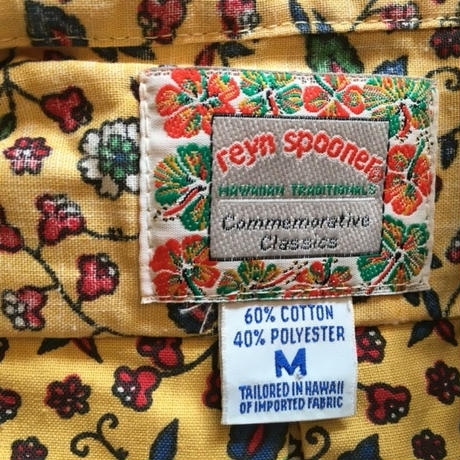 reyn spooner®
HAWAIIAN TRADITIONALS
Commemorative
Classics
60% COTTON
40% POLYESTER
M
TAILORED IN HAWAII
OF IMPORTED FABRIC